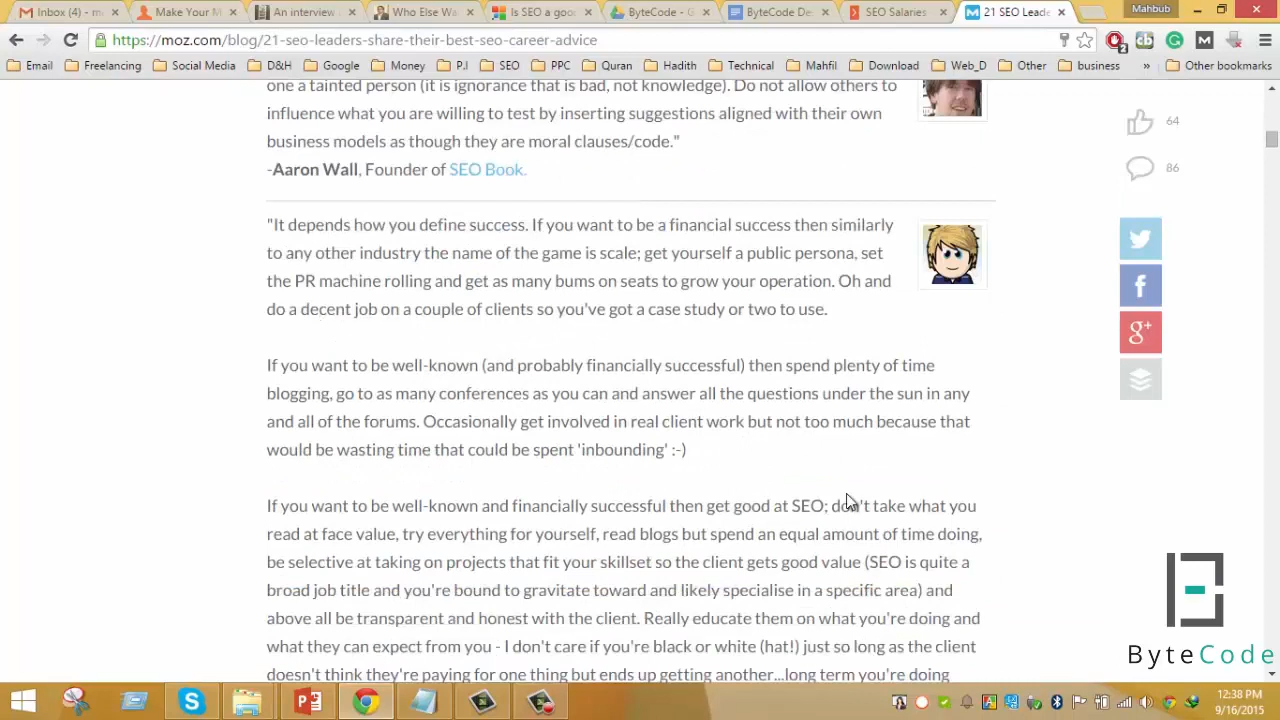 Inbox (4) - m
Make Your M
An interview
Who Else Wa
Is SEO a goo
ByteCode - G
ByteCode De
SEO Salaries
21 SEO Leade
Mahbub
https://moz.com/blog/21-seo-leaders-share-their-best-seo-career-advice
2
cb
M
Email
Freelancing
Social Media
D&H
Google
Money
P.I
SEO
PPC
Quran
Hadith
Technical
Mahfil
Download
Web_D
Other
business
»
Other bookmarks
one a tainted person (it is ignorance that is bad, not knowledge). Do not allow others to
influence what you are willing to test by inserting suggestions aligned with their own
business models as though they are moral clauses/code."
-Aaron Wall, Founder of SEO Book.
64
86
"It depends how you define success. If you want to be a financial success then similarly
to any other industry the name of the game is scale; get yourself a public persona, set
the PR machine rolling and get as many bums on seats to grow your operation. Oh and
do a decent job on a couple of clients so you've got a case study or two to use.
If you want to be well-known (and probably financially successful) then spend plenty of time
blogging, go to as many conferences as you can and answer all the questions under the sun in any
and all of the forums. Occasionally get involved in real client work but not too much because that
would be wasting time that could be spent 'inbounding' :-)
If you want to be well-known and financially successful then get good at SEO; don't take what you
read at face value, try everything for yourself, read blogs but spend an equal amount of time doing,
be selective at taking on projects that fit your skillset so the client gets good value (SEO is quite a
broad job title and you're bound to gravitate toward and likely specialise in a specific area) and
above all be transparent and honest with the client. Really educate them on what you're doing and
what they can expect from you - I don't care if you're black or white (hat!) just so long as the client
doesn't think they're paying for one thing but ends up getting another...long term you're doing
ByteCode
12:38 PM
9/16/2015